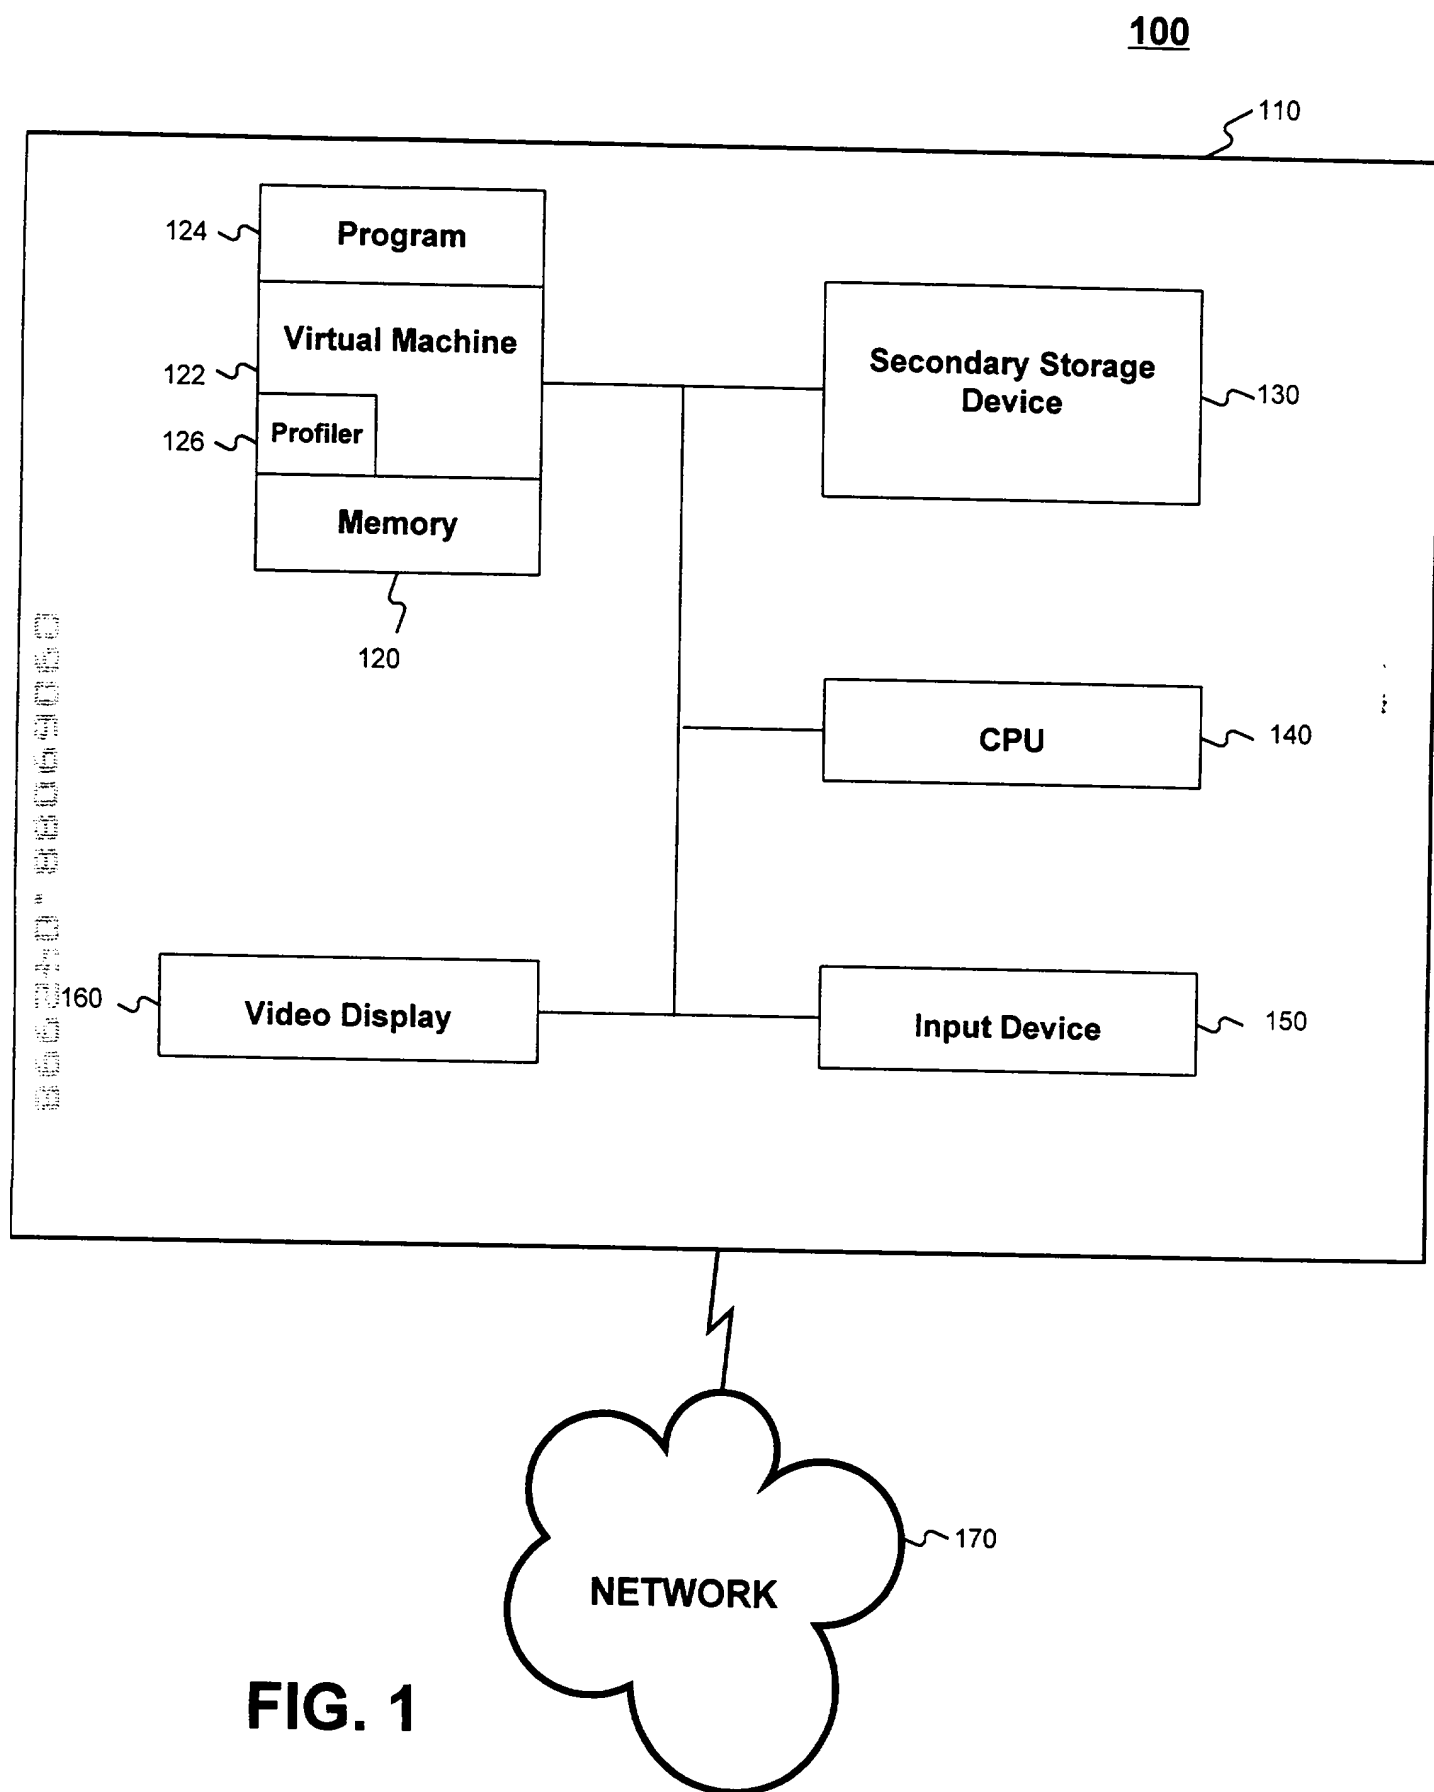 100
110
124
Program
Virtual Machine
122
126
Profiler
Memory
120
Secondary Storage
Device
130
CPU
140
160
Video Display
Input Device
150
170
NETWORK
FIG. 1